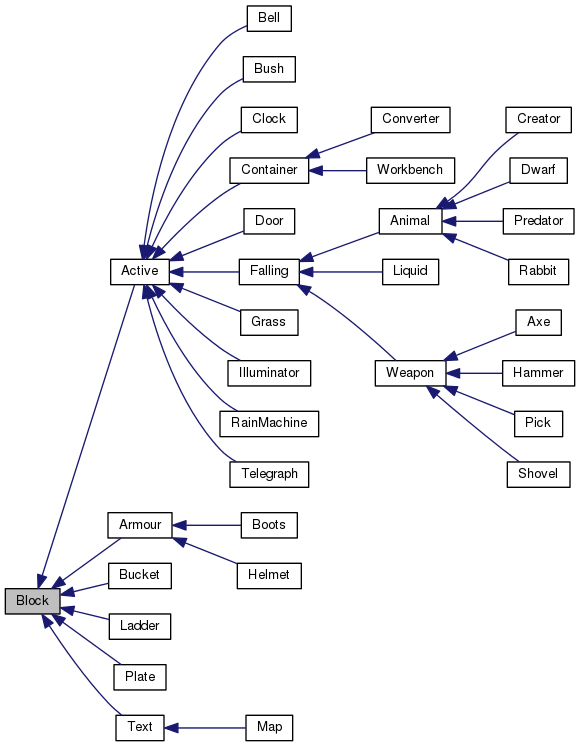 Bell
Bush
Clock
Converter
Creator
Container
Workbench
Dwarf
Door
Animal
Predator
Active
Falling
Liquid
Rabbit
Grass
Axe
Illuminator
Weapon
Hammer
RainMachine
Pick
Telegraph
Shovel
Armour
Boots
Bucket
Helmet
Block
Ladder
Plate
Text
Map